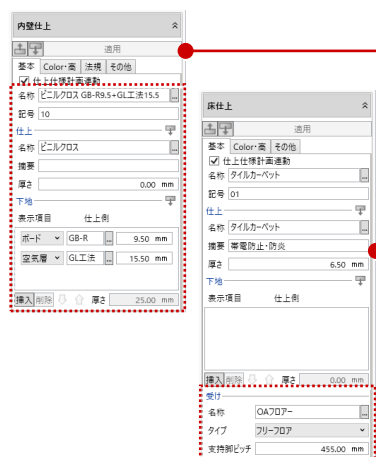 内壁仕上
適用
基本 Color・高 法規 その他
仕上仕様計画連動
名称 ビニルクロス GB-R9.5+GL工法15.5 ...
記号 10
仕上
名称 ビニルクロス ...
摘要
厚さ 0.00 mm
下地
表示項目 仕上側
ボード GB-R ... 9.50 mm
空気層 GL工法 ... 15.50 mm
挿入 削除 厚さ 25.00 mm
床仕上
適用
基本 Color・高 その他
仕上仕様計画連動
名称 タイルカーペット ...
記号 01
仕上
名称 タイルカーペット ...
摘要 帯電防止・防炎
厚さ 6.50 mm
下地
表示項目 仕上側
挿入 削除 厚さ 0.00 mm
受け
名称 OAフロアー ...
タイプ フリーフロア
支持脚ピッチ 455.00 mm